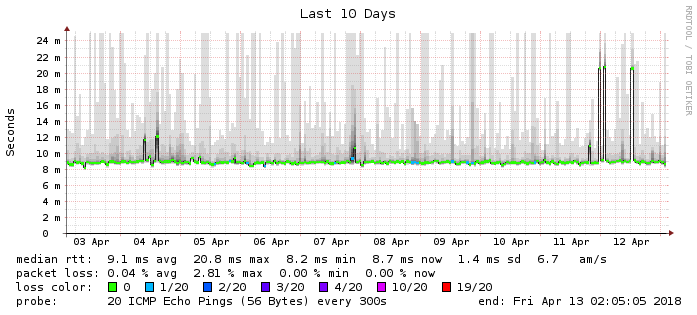 Last 10 Days
RRDTOOL / TOBI OETIKER
Seconds
24 m
22 m
20 m
18 m
16 m
14 m
12 m
10 m
8 m
6 m
4 m
2 m
0
03 Apr 04 Apr 05 Apr 06 Apr 07 Apr 08 Apr 09 Apr 10 Apr 11 Apr 12 Apr
median rtt: 9.1 ms avg 20.8 ms max 8.2 ms min 8.7 ms now 1.4 ms sd 6.7 am/s
packet loss: 0.04 % avg 2.81 % max 0.00 % min 0.00 % now
loss color: 0 1/20 2/20 3/20 4/20 10/20 19/20
probe: 20 ICMP Echo Pings (56 Bytes) every 300s end: Fri Apr 13 02:05:05 2018